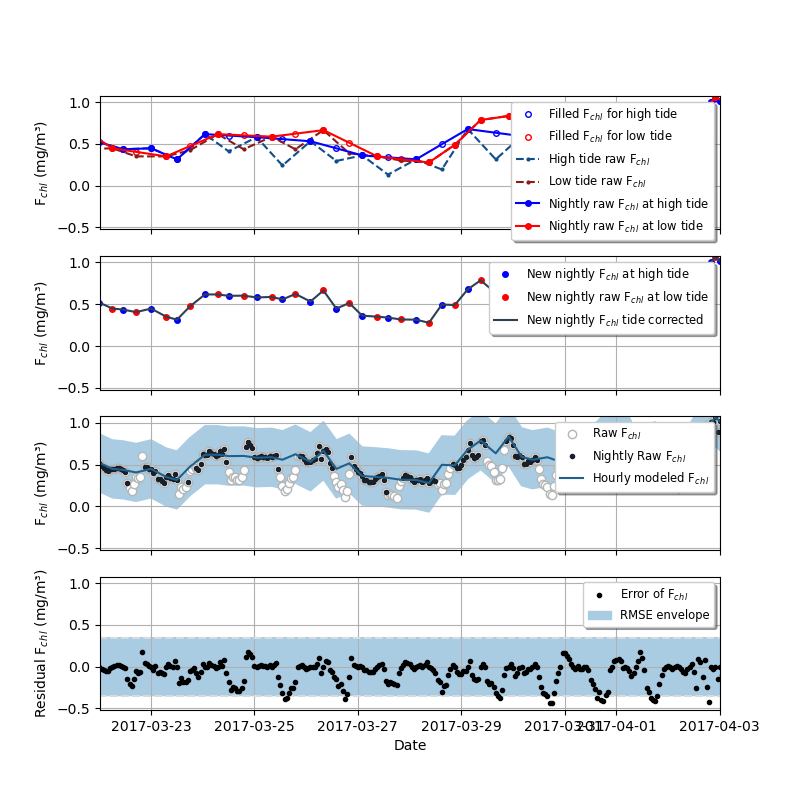 1.0
0.5
0.0
−0.5
F_chl (mg/m³)
Filled F_chl for high tide
Filled F_chl for low tide
High tide raw F_chl
Low tide raw F_chl
Nightly raw F_chl at high tide
Nightly raw F_chl at low tide
1.0
0.5
0.0
−0.5
F_chl (mg/m³)
New nightly F_chl at high tide
New nightly raw F_chl at low tide
New nightly F_chl tide corrected
1.0
0.5
0.0
−0.5
F_chl (mg/m³)
Raw F_chl
Nightly Raw F_chl
Hourly modeled F_chl
1.0
0.5
0.0
−0.5
Residual F_chl (mg/m³)
Error of F_chl
RMSE envelope
2017-03-23 2017-03-25 2017-03-27 2017-03-29 2017-03-31 2017-04-01 2017-04-03
Date